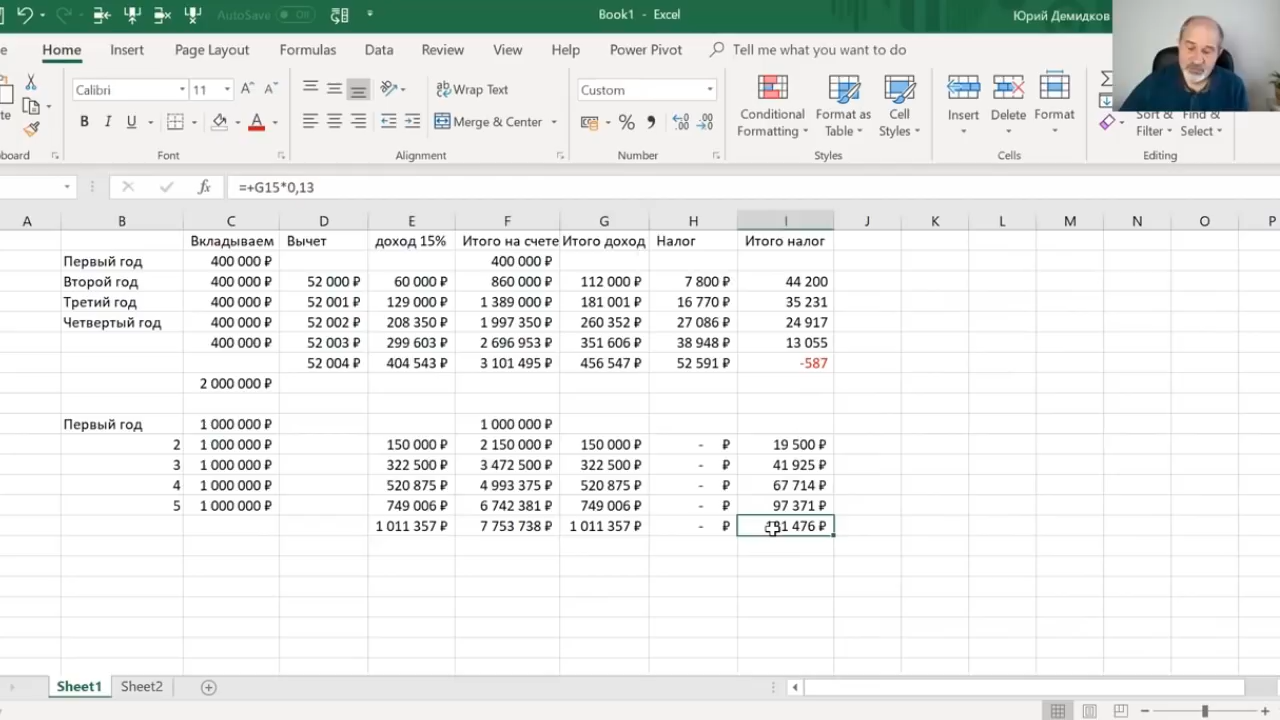 AutoSave Off Book1 - Excel Юрий Демидков
Home Insert Page Layout Formulas Data Review View Help Power Pivot Tell me what you want to do
Calibri 11 Wrap Text Custom
B I U Merge & Center % Conditional Formatting Format as Table Cell Styles Insert Delete Format Sort & Filter Find & Select
Font Alignment Number Styles Cells Editing
fx =+G15*0,13
A B C D E F G H I J K L M N O P
Вкладываем Вычет доход 15% Итого на счете Итого доход Налог Итого налог
Первый год 400 000 ₽ 400 000 ₽
Второй год 400 000 ₽ 52 000 ₽ 60 000 ₽ 860 000 ₽ 112 000 ₽ 7 800 ₽ 44 200
Третий год 400 000 ₽ 52 001 ₽ 129 000 ₽ 1 389 000 ₽ 181 001 ₽ 16 770 ₽ 35 231
Четвертый год 400 000 ₽ 52 002 ₽ 208 350 ₽ 1 997 350 ₽ 260 352 ₽ 27 086 ₽ 24 917
400 000 ₽ 52 003 ₽ 299 603 ₽ 2 696 953 ₽ 351 606 ₽ 38 948 ₽ 13 055
52 004 ₽ 404 543 ₽ 3 101 495 ₽ 456 547 ₽ 52 591 ₽ -587
2 000 000 ₽
Первый год 1 000 000 ₽ 1 000 000 ₽
2 1 000 000 ₽ 150 000 ₽ 2 150 000 ₽ 150 000 ₽ - ₽ 19 500 ₽
3 1 000 000 ₽ 322 500 ₽ 3 472 500 ₽ 322 500 ₽ - ₽ 41 925 ₽
4 1 000 000 ₽ 520 875 ₽ 4 993 375 ₽ 520 875 ₽ - ₽ 67 714 ₽
5 1 000 000 ₽ 749 006 ₽ 6 742 381 ₽ 749 006 ₽ - ₽ 97 371 ₽
1 011 357 ₽ 7 753 738 ₽ 1 011 357 ₽ - ₽ 476 ₽
Sheet1 Sheet2